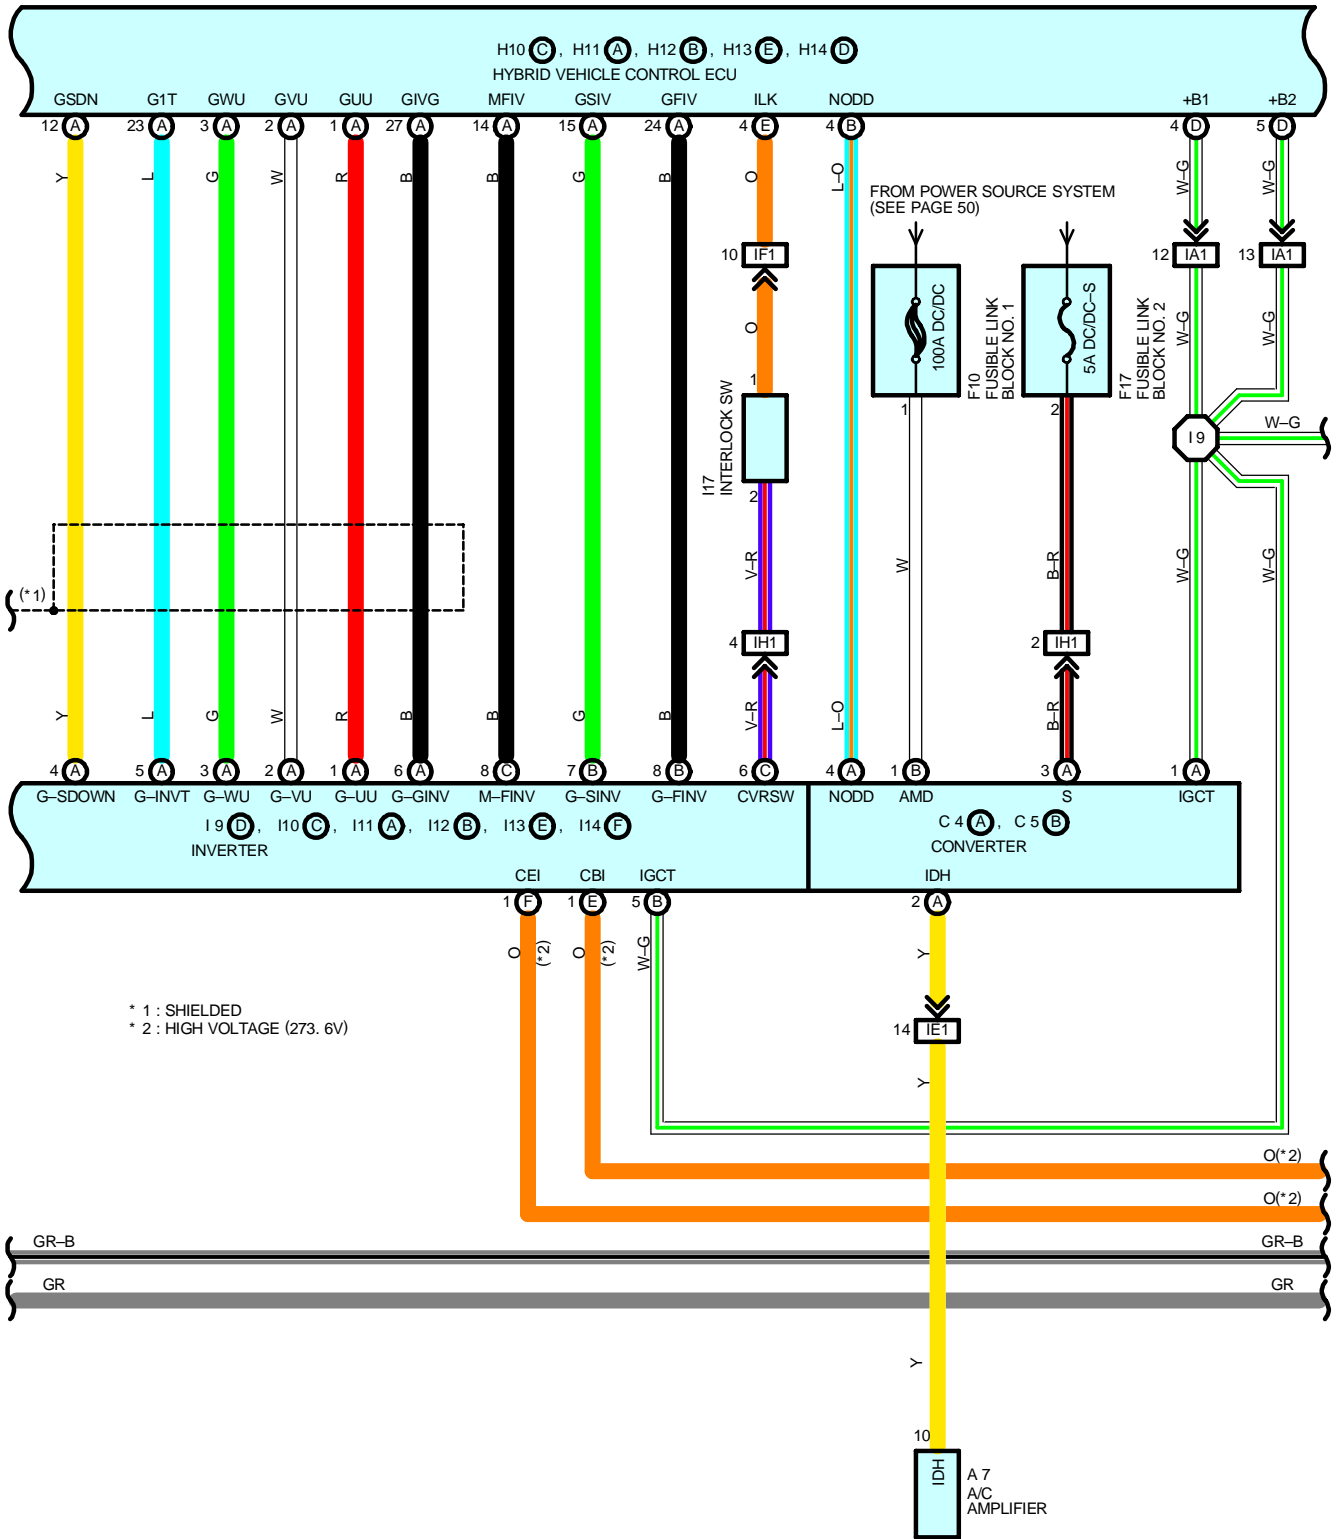 H10 C , H11 A , H12 B , H13 E , H14 D
HYBRID VEHICLE CONTROL ECU
GSDN G1T GWU GVU GUU GIVG MFIV GSIV GFIV ILK NODD +B1 +B2
12 A 23 A 3 A 2 A 1 A 27 A 14 A 15 A 24 A 4 E 4 B 4 D 5 D
Y L G W R B B G B O L–O W–G W–G
FROM POWER SOURCE SYSTEM
(SEE PAGE 50)
10 IF1 12 IA1 13 IA1
100A DC/DC
F10
FUSIBLE LINK
BLOCK NO. 1
5A DC/DC–S
F17
FUSIBLE LINK
BLOCK NO. 2
O W–G W–G
1
I17
INTERLOCK SW
2
1 2
I 9
W–G
V–R W B–R W–G W–G
(* 1)
4 IH1 2 IH1
Y L G W R B B G B V–R L–O B–R
4 A 5 A 3 A 2 A 1 A 6 A 8 C 7 B 8 B 6 C 4 A 1 B 3 A 1 A
G–SDOWN G–INVT G–WU G–VU G–UU G–GINV M–FINV G–SINV G–FINV CVRSW NODD AMD S IGCT
I 9 D , I10 C , I11 A , I12 B , I13 E , I14 F
INVERTER
C 4 A , C 5 B
CONVERTER
CEI CBI IGCT IDH
1 F 1 E 5 B 2 A
O (* 2) O (* 2) W–G Y
* 1 : SHIELDED
* 2 : HIGH VOLTAGE (273. 6V)
14 IE1
Y
O(* 2)
O(* 2)
GR–B GR–B
GR GR
Y
10
IDH
A 7
A/C
AMPLIFIER